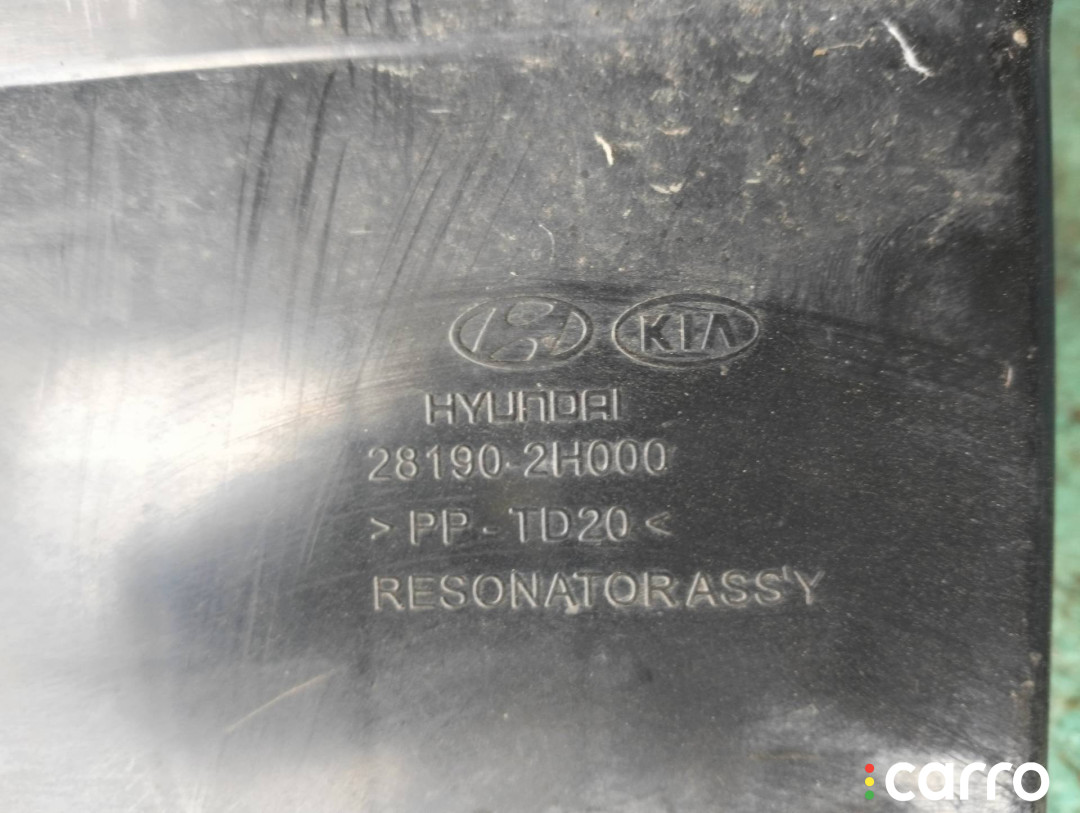 KIA
HYUNDAI
28190-2H000
>PP-TD20<
RESONATOR ASS'Y
carro